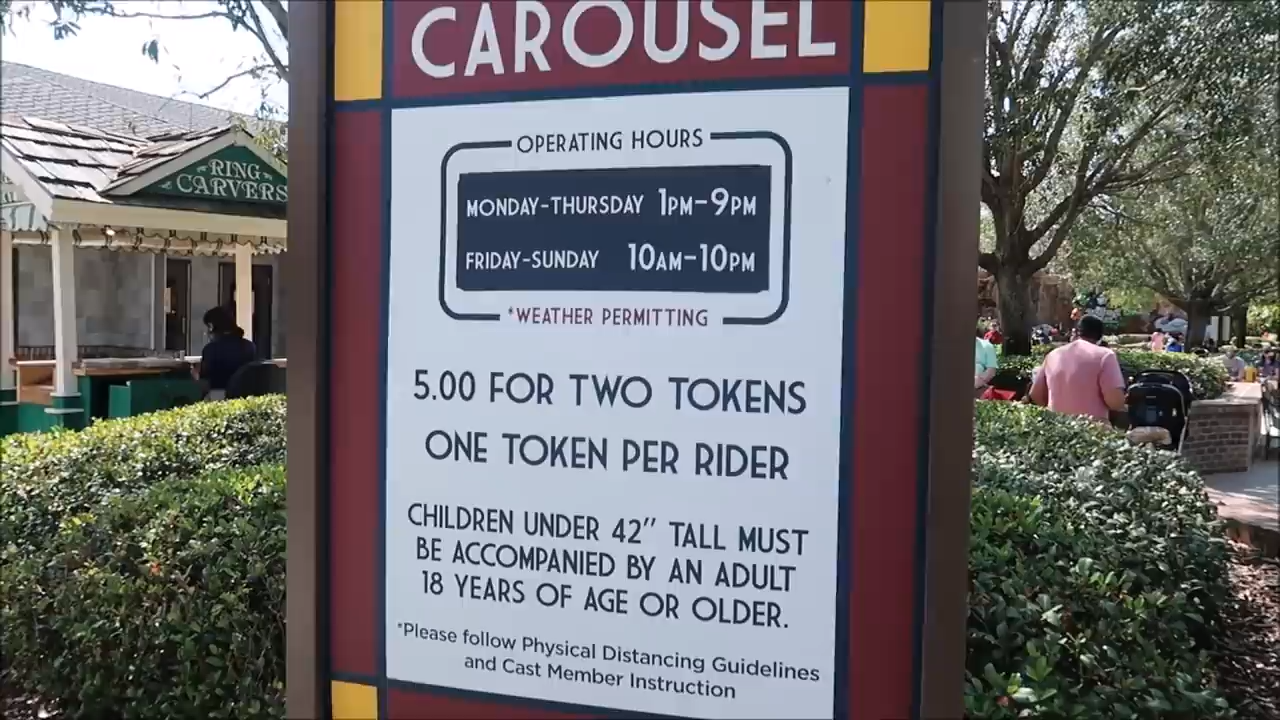 CAROUSEL
OPERATING HOURS
MONDAY-THURSDAY 1PM-9PM
FRIDAY-SUNDAY 10AM-10PM
*WEATHER PERMITTING
5.00 FOR TWO TOKENS
ONE TOKEN PER RIDER
CHILDREN UNDER 42" TALL MUST
BE ACCOMPANIED BY AN ADULT
18 YEARS OF AGE OR OLDER.
*Please follow Physical Distancing Guidelines
and Cast Member Instruction
RING
CARVERS